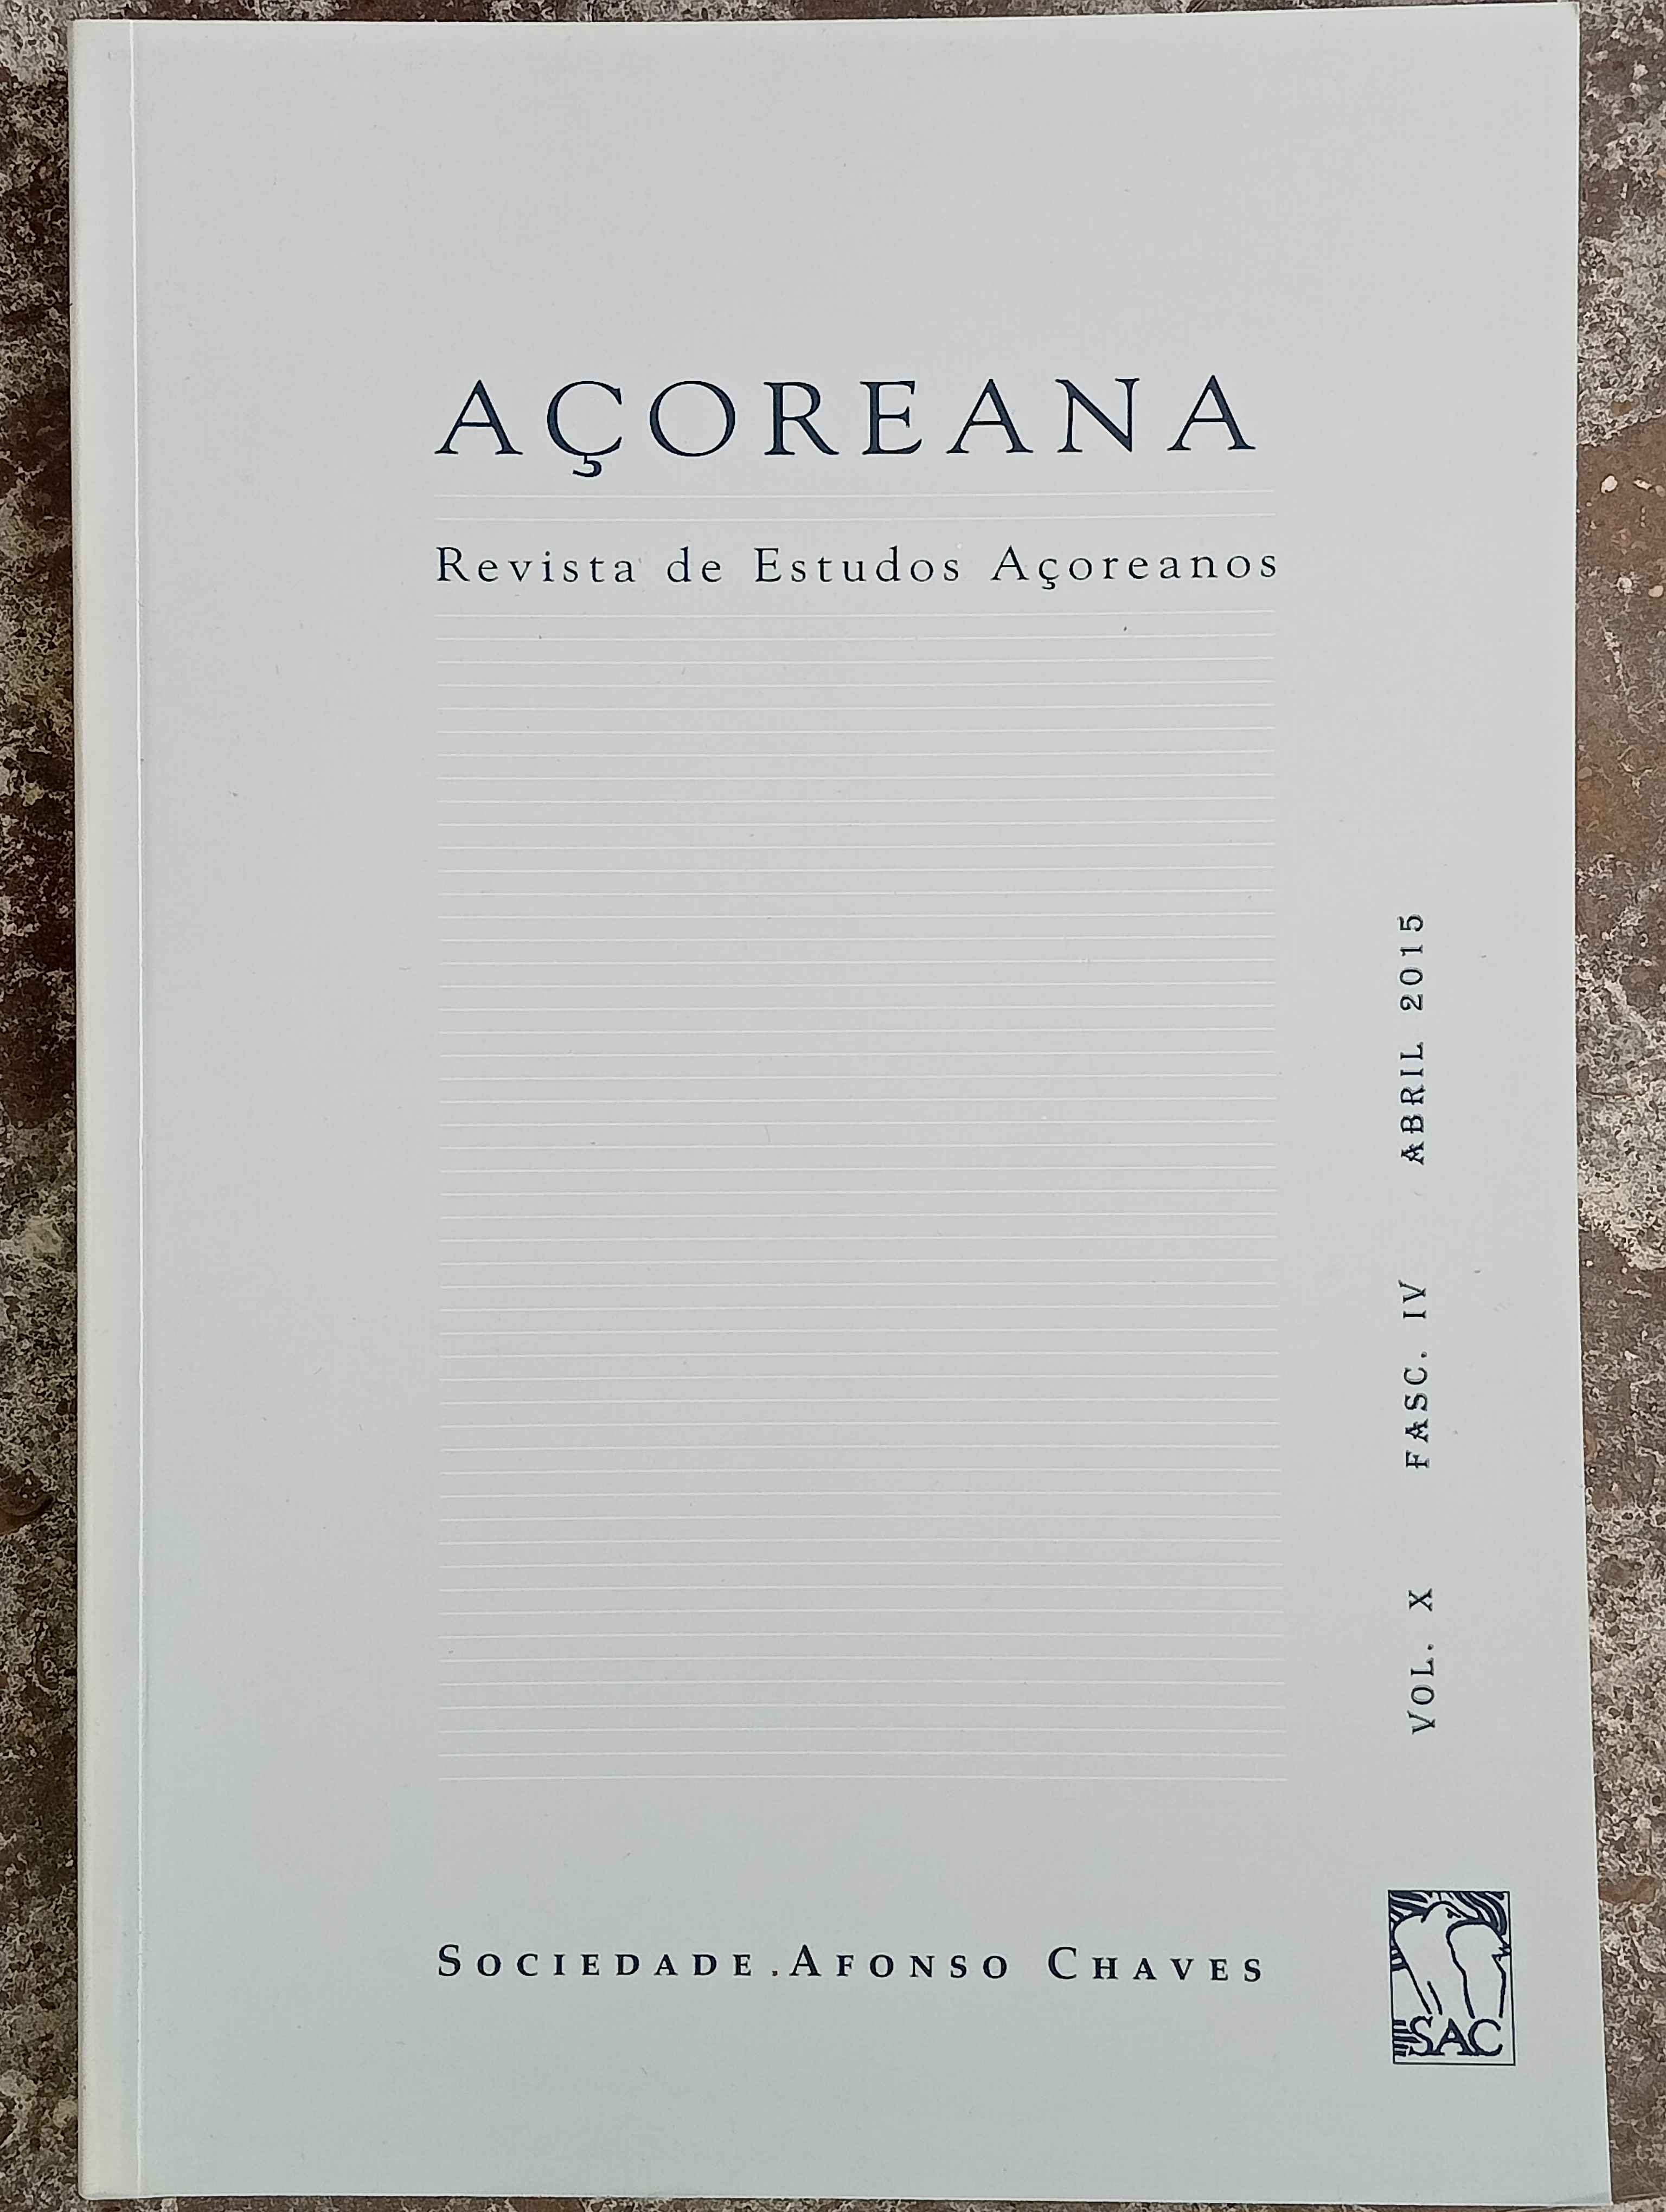 AÇOREANA
Revista de Estudos Açoreanos
VOL. X FASC. IV ABRIL 2015
SOCIEDADE AFONSO CHAVES
SAC